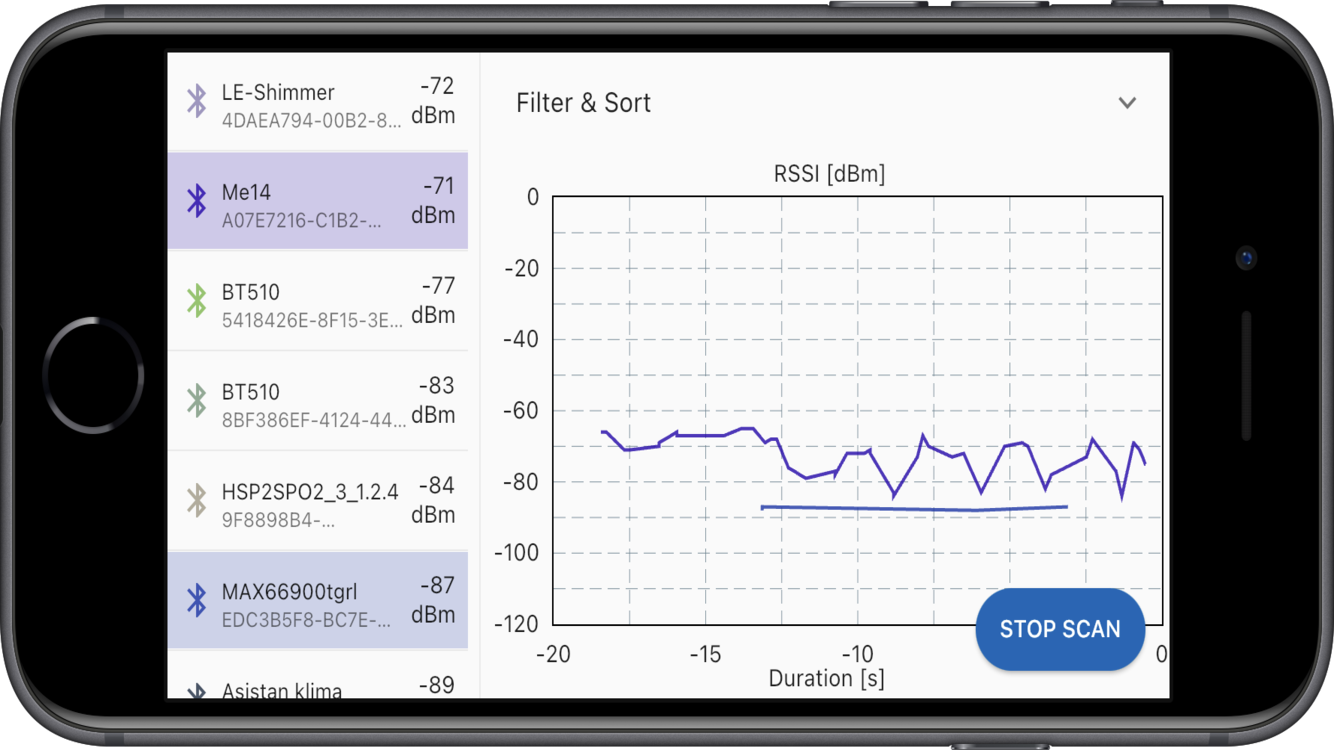 LE-Shimmer
-72
4DAEA794-00B2-8...
dBm
Me14
-71
A07E7216-C1B2-...
dBm
BT510
-77
5418426E-8F15-3E...
dBm
BT510
-83
8BF386EF-4124-44...
dBm
HSP2SPO2_3_1.2.4
-84
9F8898B4-...
dBm
MAX66900tgrl
-87
EDC3B5F8-BC7E-...
dBm
Asistan klima
-89
Filter & Sort
RSSI [dBm]
0
-20
-40
-60
-80
-100
-120
-20
-15
-10
0
Duration [s]
STOP SCAN